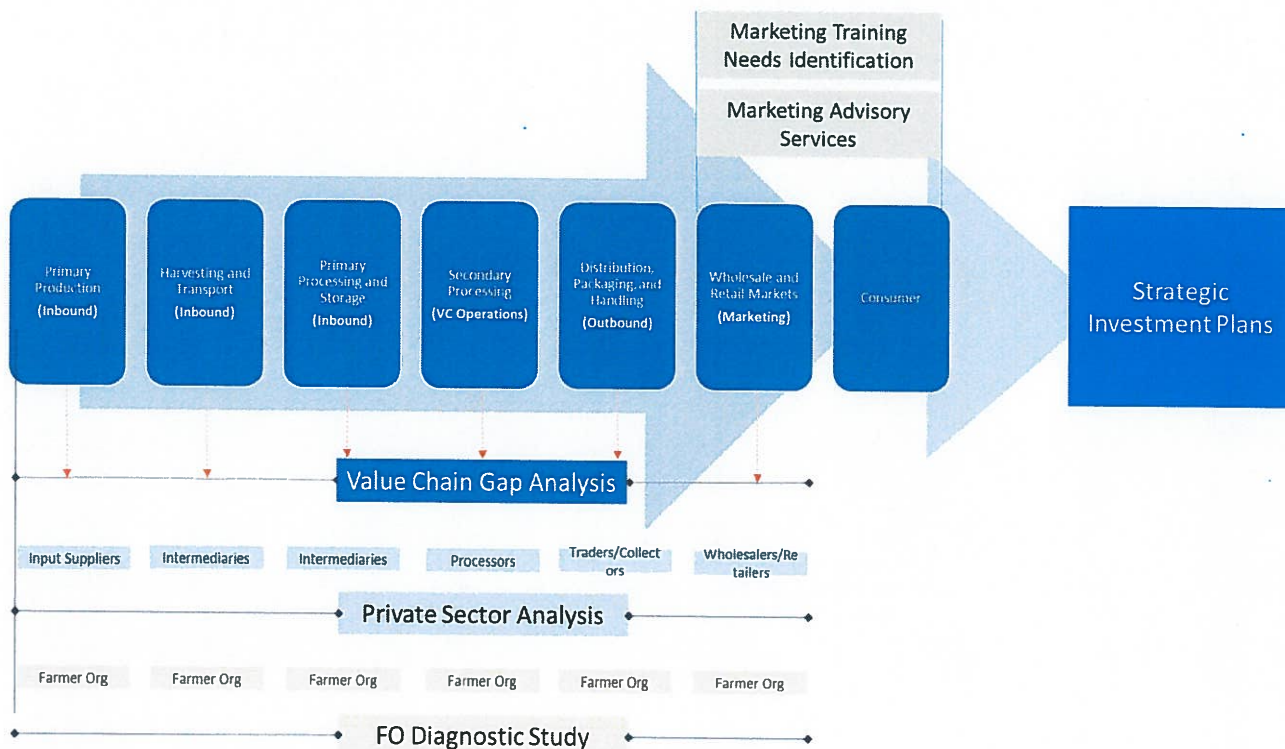 Marketing Training
Needs Identification
Marketing Advisory
Services
Primary
Production
(Inbound)
Harvesting and
Transport
(Inbound)
Primary
Processing and
Storage
(Inbound)
Secondary
Processing
(VC Operations)
Distribution,
Packaging, and
Handling
(Outbound)
Wholesale and
Retail Markets
(Marketing)
Consumer
Strategic
Investment Plans
Value Chain Gap Analysis
Input Suppliers
Intermediaries
Intermediaries
Processors
Traders/Collect
ors
Wholesalers/Re
tailers
Private Sector Analysis
Farmer Org
Farmer Org
Farmer Org
Farmer Org
Farmer Org
Farmer Org
FO Diagnostic Study